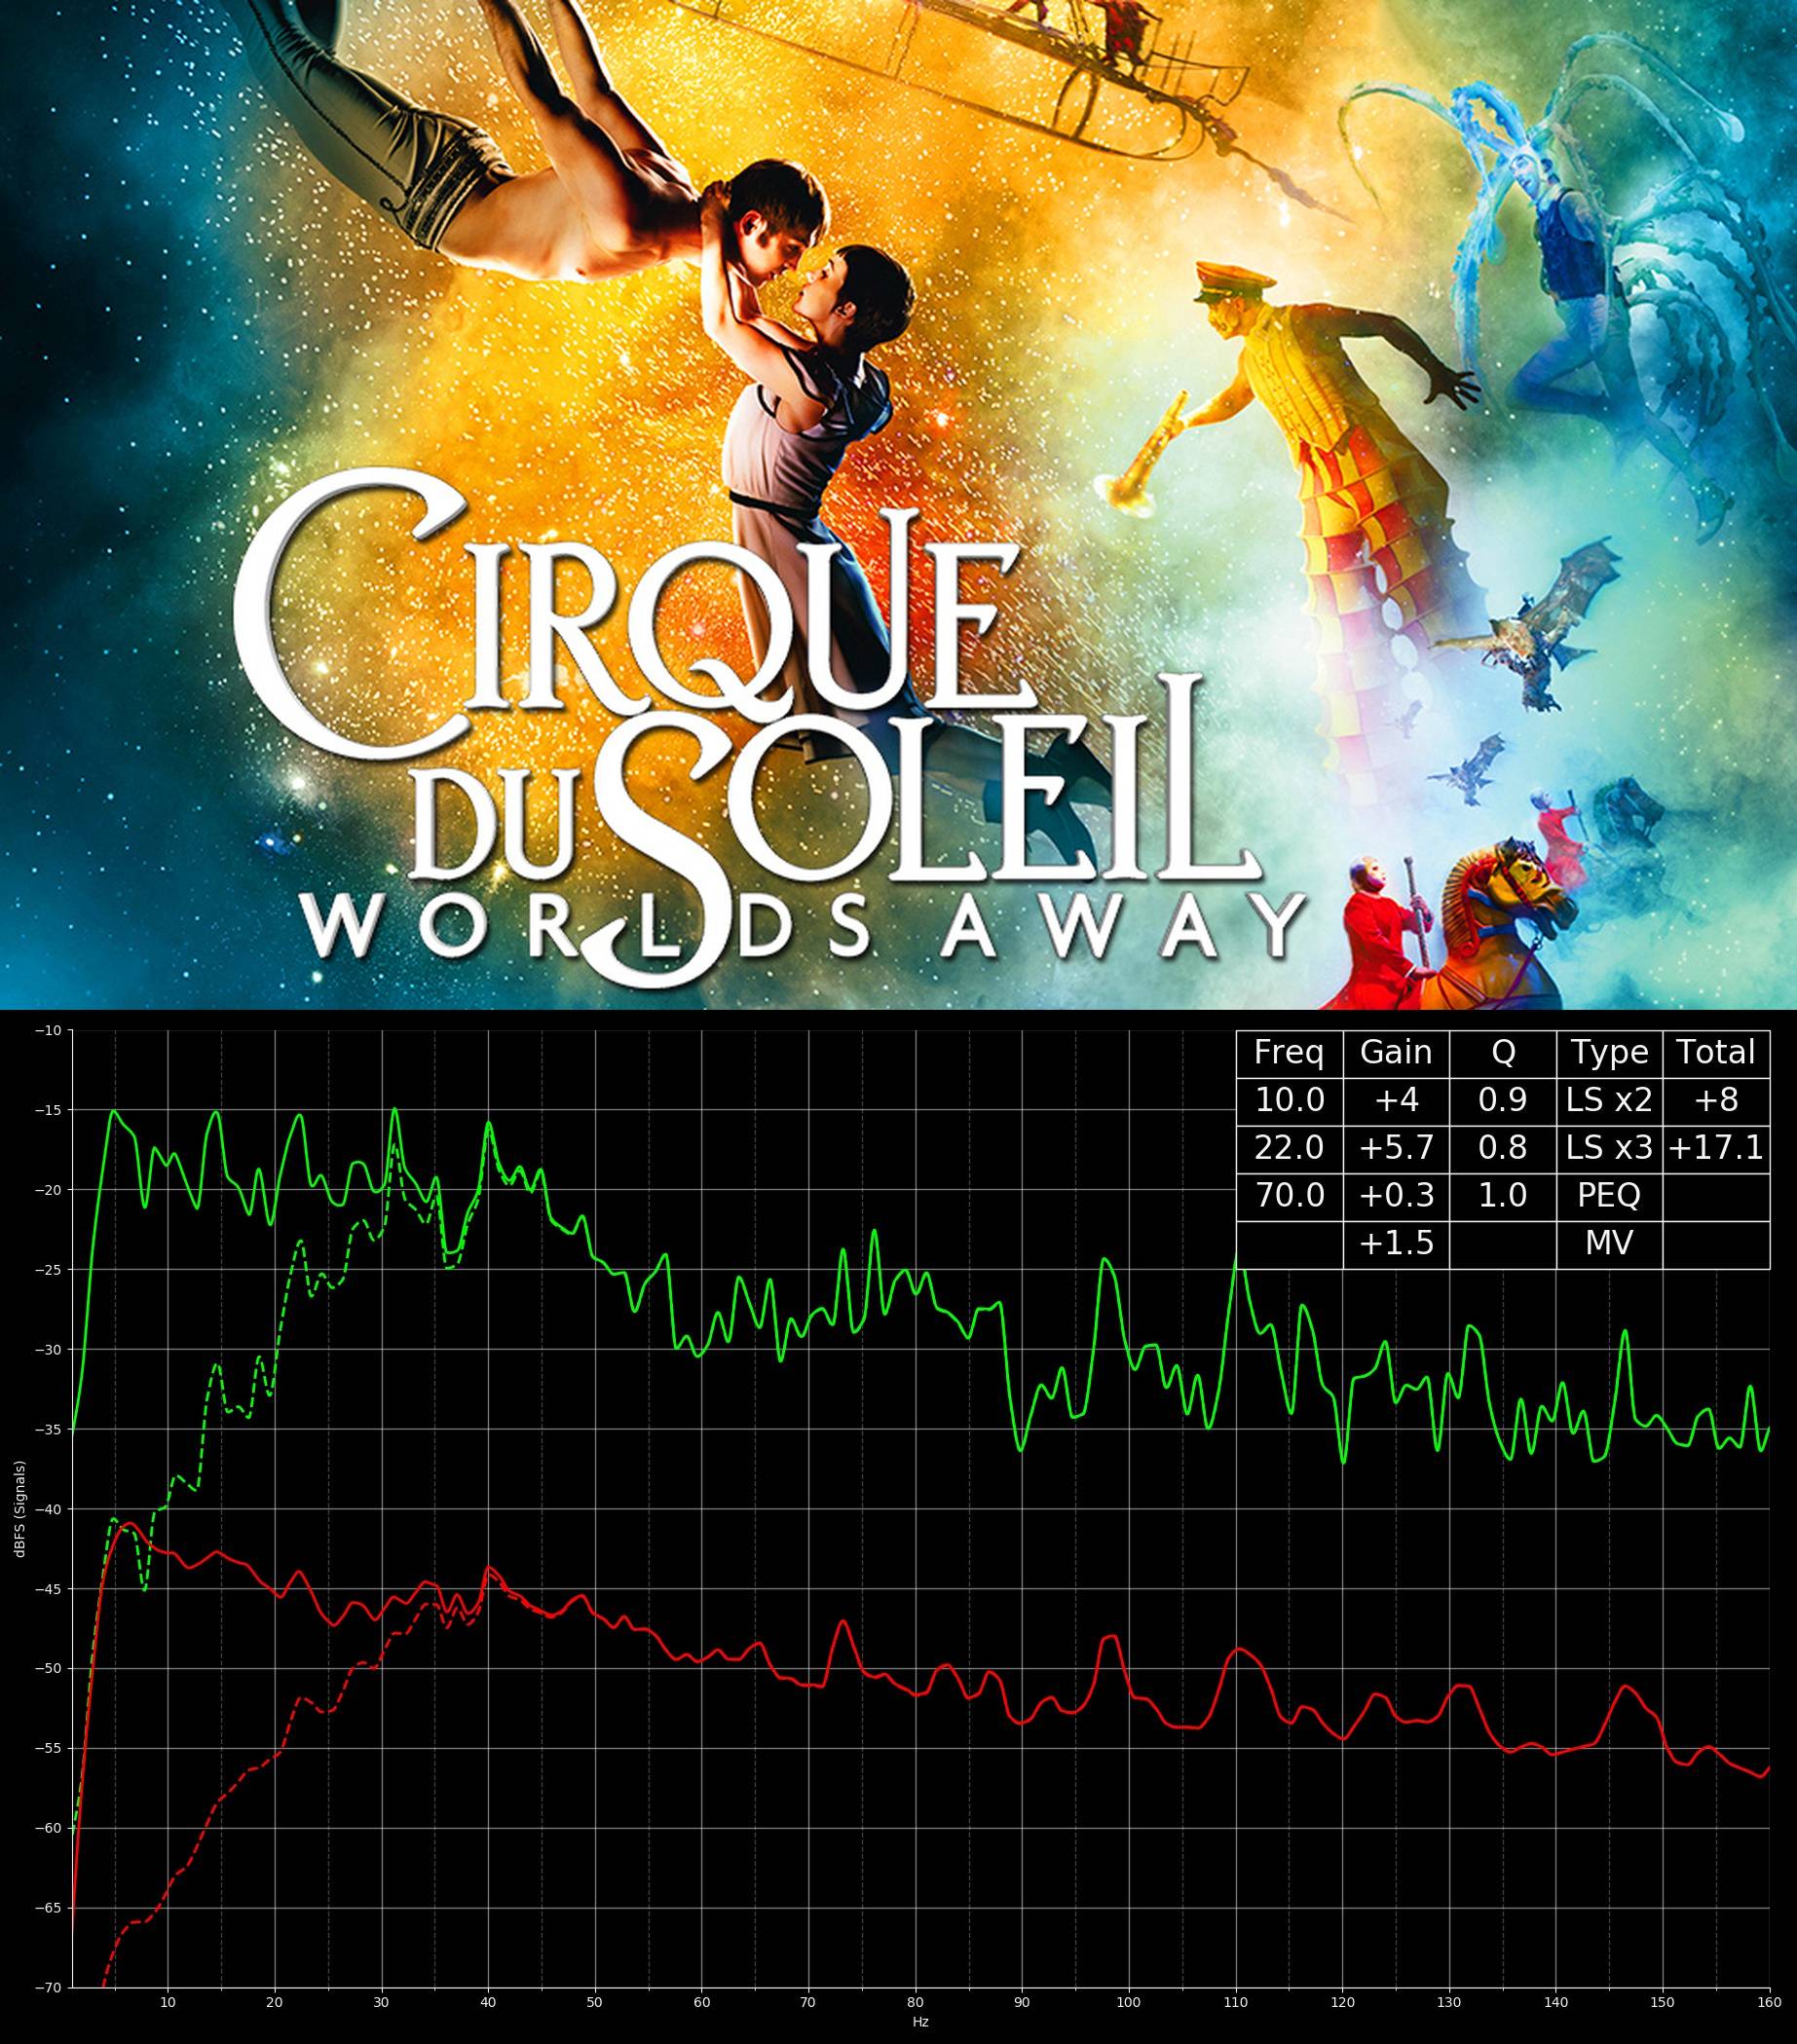 CIRQUE
DU SOLEIL
WORLDS AWAY
Freq Gain Q Type Total
10.0 +4 0.9 LS x2 +8
22.0 +5.7 0.8 LS x3 +17.1
70.0 +0.3 1.0 PEQ
+1.5 MV
−10
−15
−20
−25
−30
−35
−40
−45
−50
−55
−60
−65
−70
dBFS (Signals)
10 20 30 40 50 60 70 80 90 100 110 120 130 140 150 160
Hz